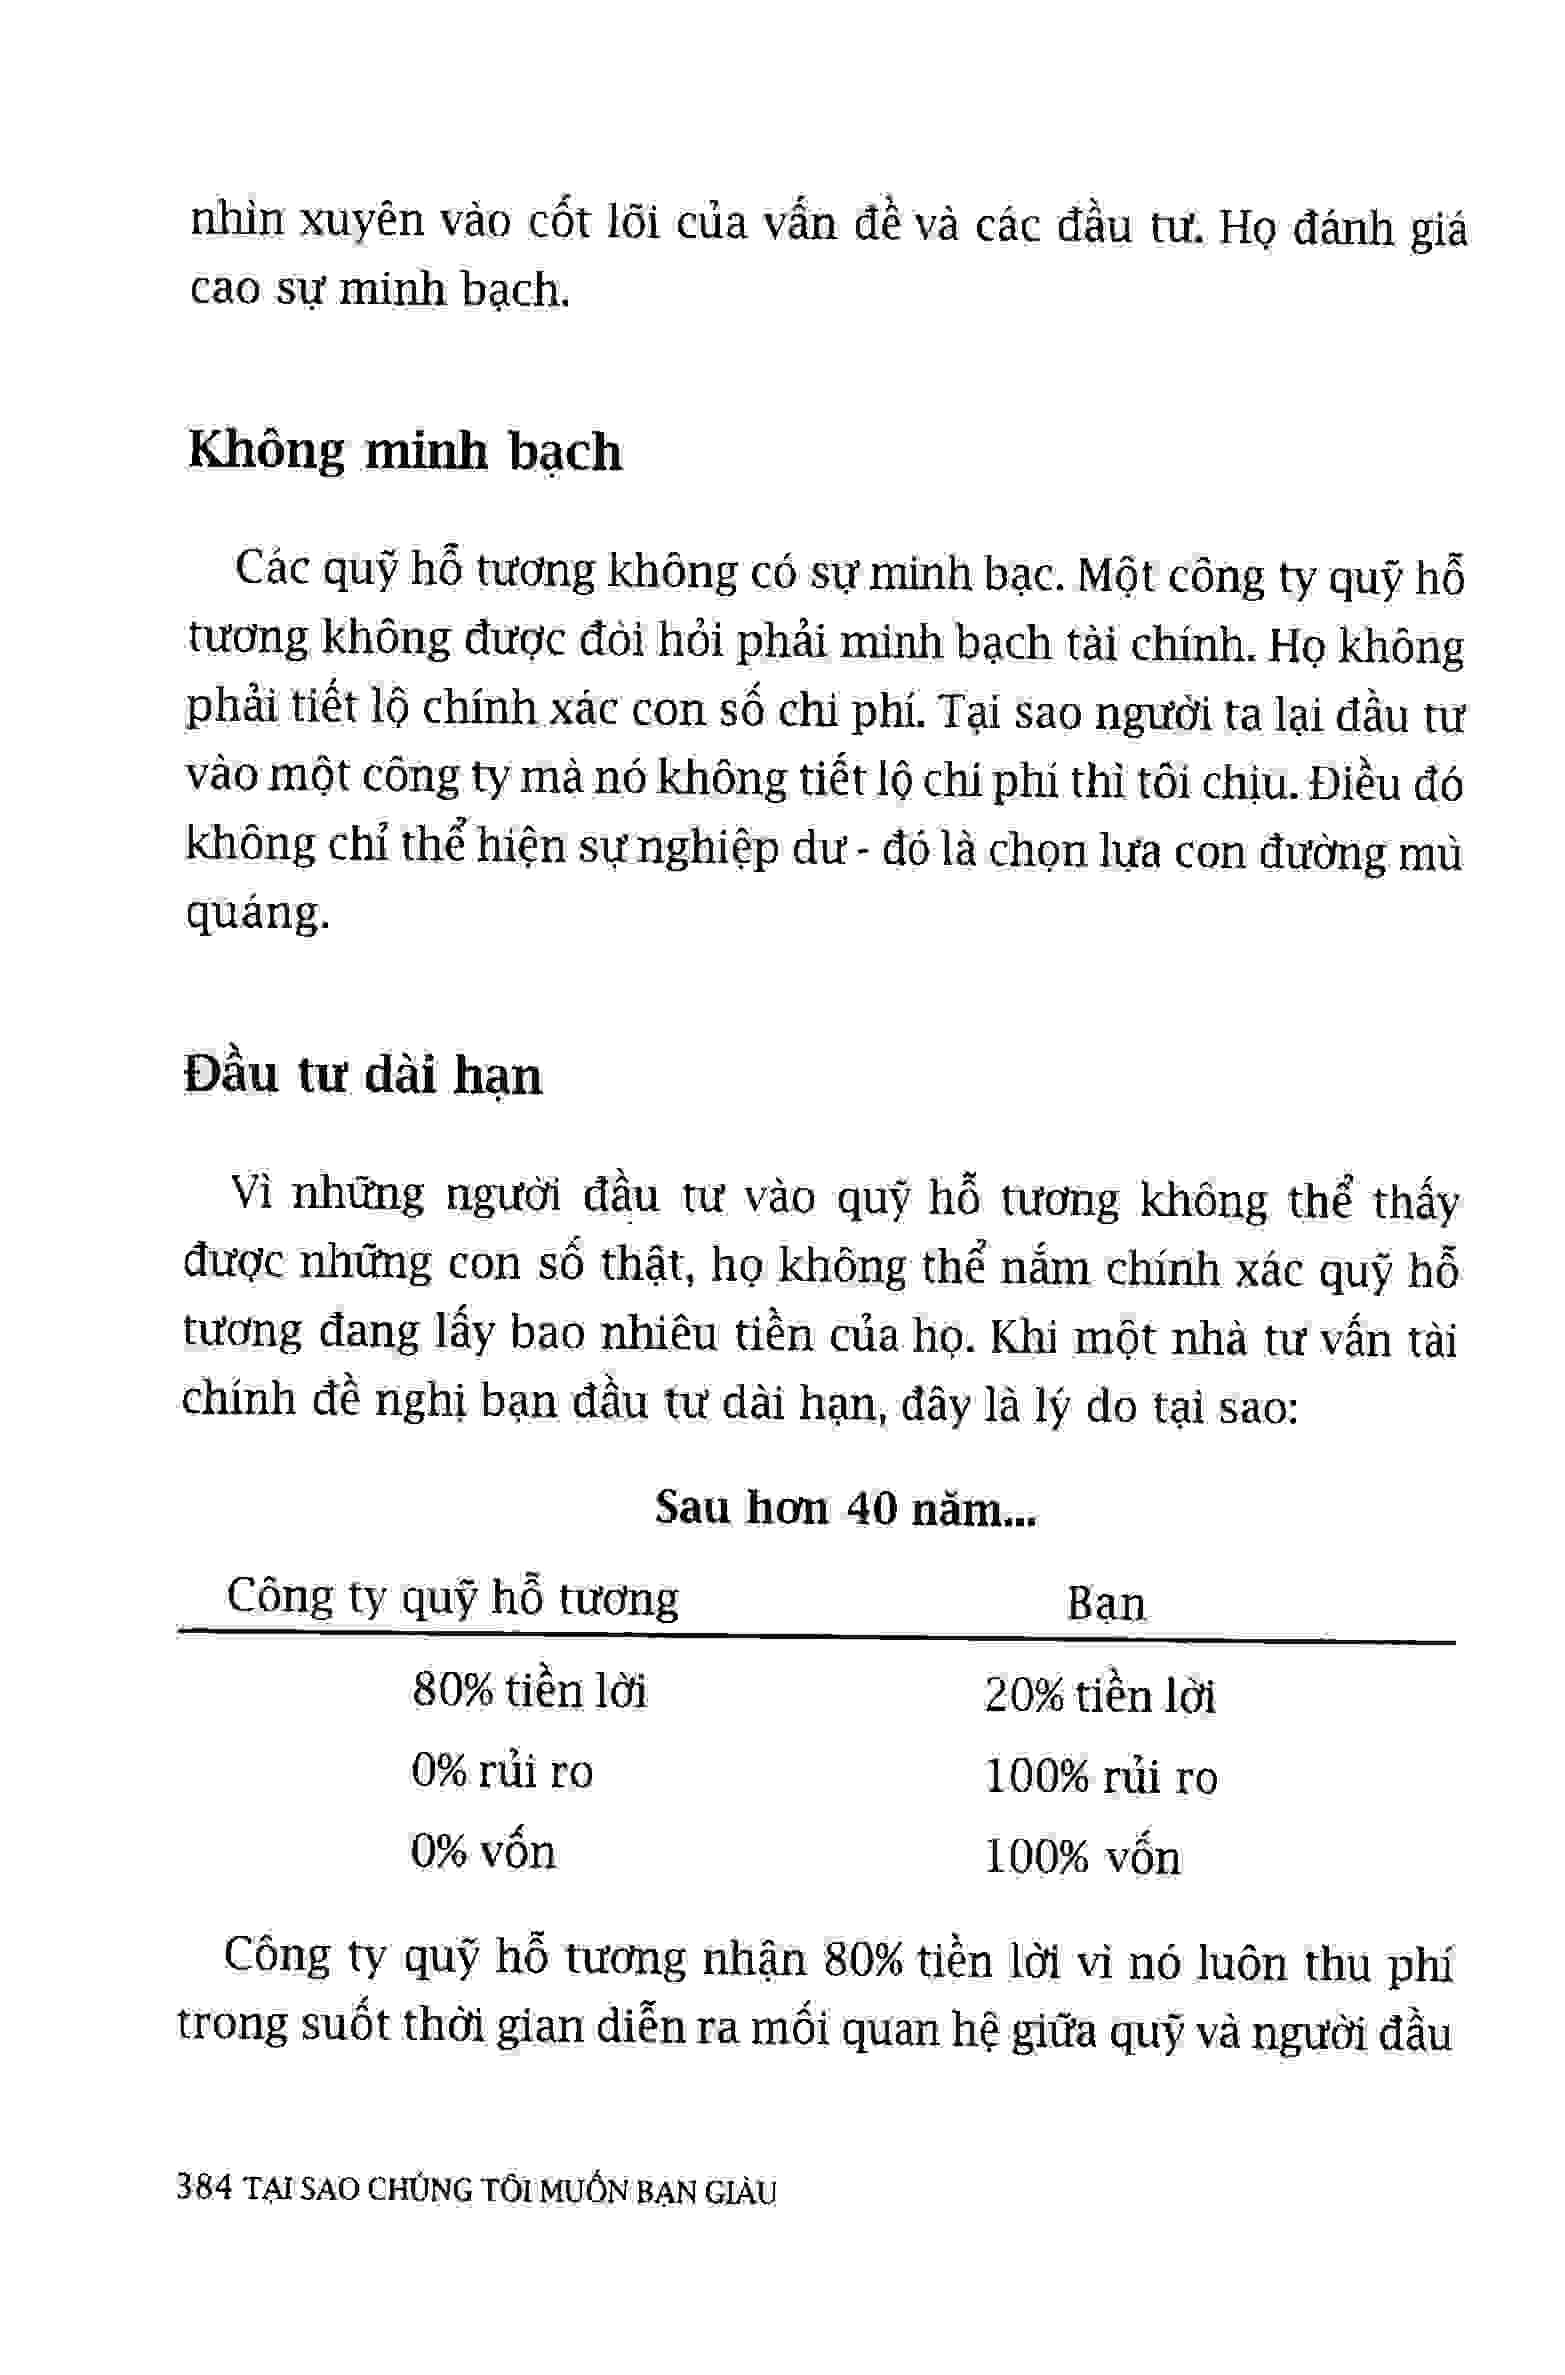 nhìn xuyên vào cốt lõi của vấn đề và các đầu tư. Họ đánh giá
cao sự minh bạch.
Không minh bạch
Các quỹ hỗ tương không có sự minh bạc. Một công ty quỹ hỗ
tương không được đòi hỏi phải minh bạch tài chính. Họ không
phải tiết lộ chính xác con số chi phí. Tại sao người ta lại đầu tư
vào một công ty mà nó không tiết lộ chi phí thì tôi chịu. Điều đó
không chỉ thể hiện sự nghiệp dư - đó là chọn lựa con đường mù
quáng.
Đầu tư dài hạn
Vì những người đầu tư vào quỹ hỗ tương không thể thấy
được những con số thật, họ không thể nắm chính xác quỹ hỗ
tương đang lấy bao nhiêu tiền của họ. Khi một nhà tư vấn tài
chính đề nghị bạn đầu tư dài hạn, đây là lý do tại sao:
Sau hơn 40 năm...
Công ty quỹ hỗ tương Bạn
80% tiền lời 20% tiền lời
0% rủi ro 100% rủi ro
0% vốn 100% vốn
Công ty quỹ hỗ tương nhận 80% tiền lời vì nó luôn thu phí
trong suốt thời gian diễn ra mối quan hệ giữa quỹ và người đầu
384 TẠI SAO CHÚNG TÔI MUỐN BẠN GIÀU